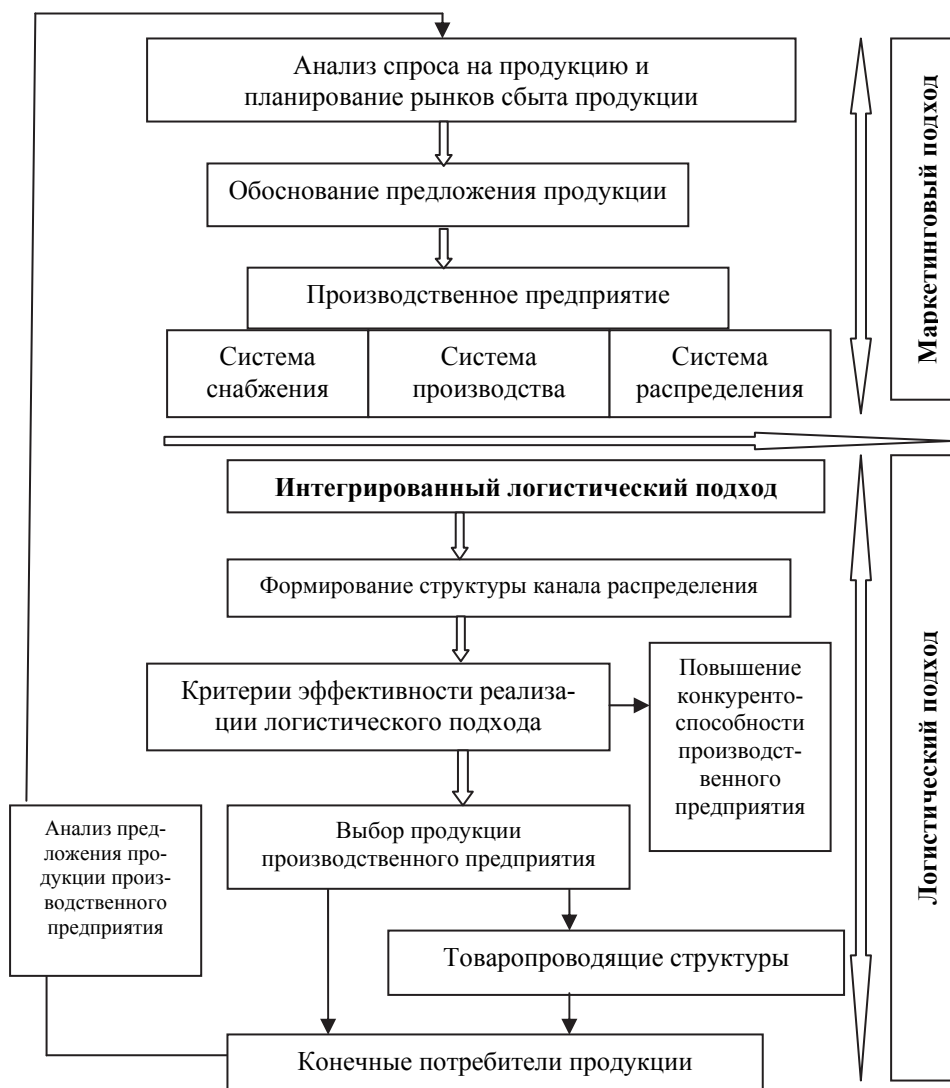 Анализ спроса на продукцию и
планирование рынков сбыта продукции
Обоснование предложения продукции
Производственное предприятие
Система
снабжения
Система
производства
Система
распределения
Маркетинговый подход
Интегрированный логистический подход
Формирование структуры канала распределения
Критерии эффективности реализа-
ции логистического подхода
Повышение
конкуренто-
способности
производст-
венного
предприятия
Выбор продукции
производственного предприятия
Анализ пред-
ложения про-
дукции произ-
водственного
предприятия
Товаропроводящие структуры
Конечные потребители продукции
Логистический подход